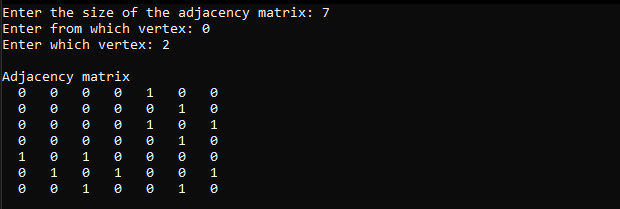 Enter the size of the adjacency matrix: 7
Enter from which vertex: 0
Enter which vertex: 2
Adjacency matrix
0 0 0 0 1 0 0
0 0 0 0 0 1 0
0 0 0 0 1 0 1
0 0 0 0 0 1 0
1 0 1 0 0 0 0
0 1 0 1 0 0 1
0 0 1 0 0 1 0